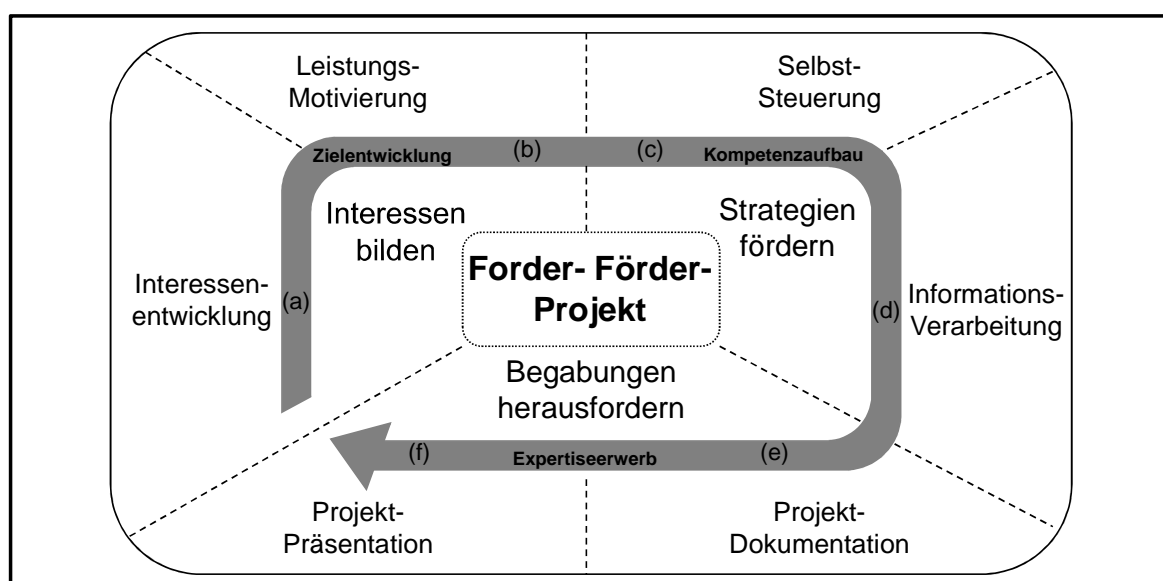 Leistungs-
Motivierung
Selbst-
Steuerung
Zielentwicklung
(b)
(c)
Kompetenzaufbau
Interessen
bilden
Strategien
fördern
Forder- Förder-
Projekt
Interessen-
entwicklung
(a)
(d)
Informations-
Verarbeitung
Begabungen
herausfordern
(f)
Expertiseerwerb
(e)
Projekt-
Präsentation
Projekt-
Dokumentation